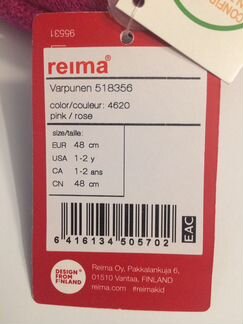 95531
reima®
Varpunen 518356
color/couleur: 4620
pink / rose
size/taille:
EUR 48 cm
USA 1-2 y
CA 1-2 ans
CN 48 cm
6 416134 505702
EAC
DESIGN FROM FINLAND
Reima Oy, Pakkalankuja 6,
01510 Vantaa, FINLAND
reima.com #reimakid